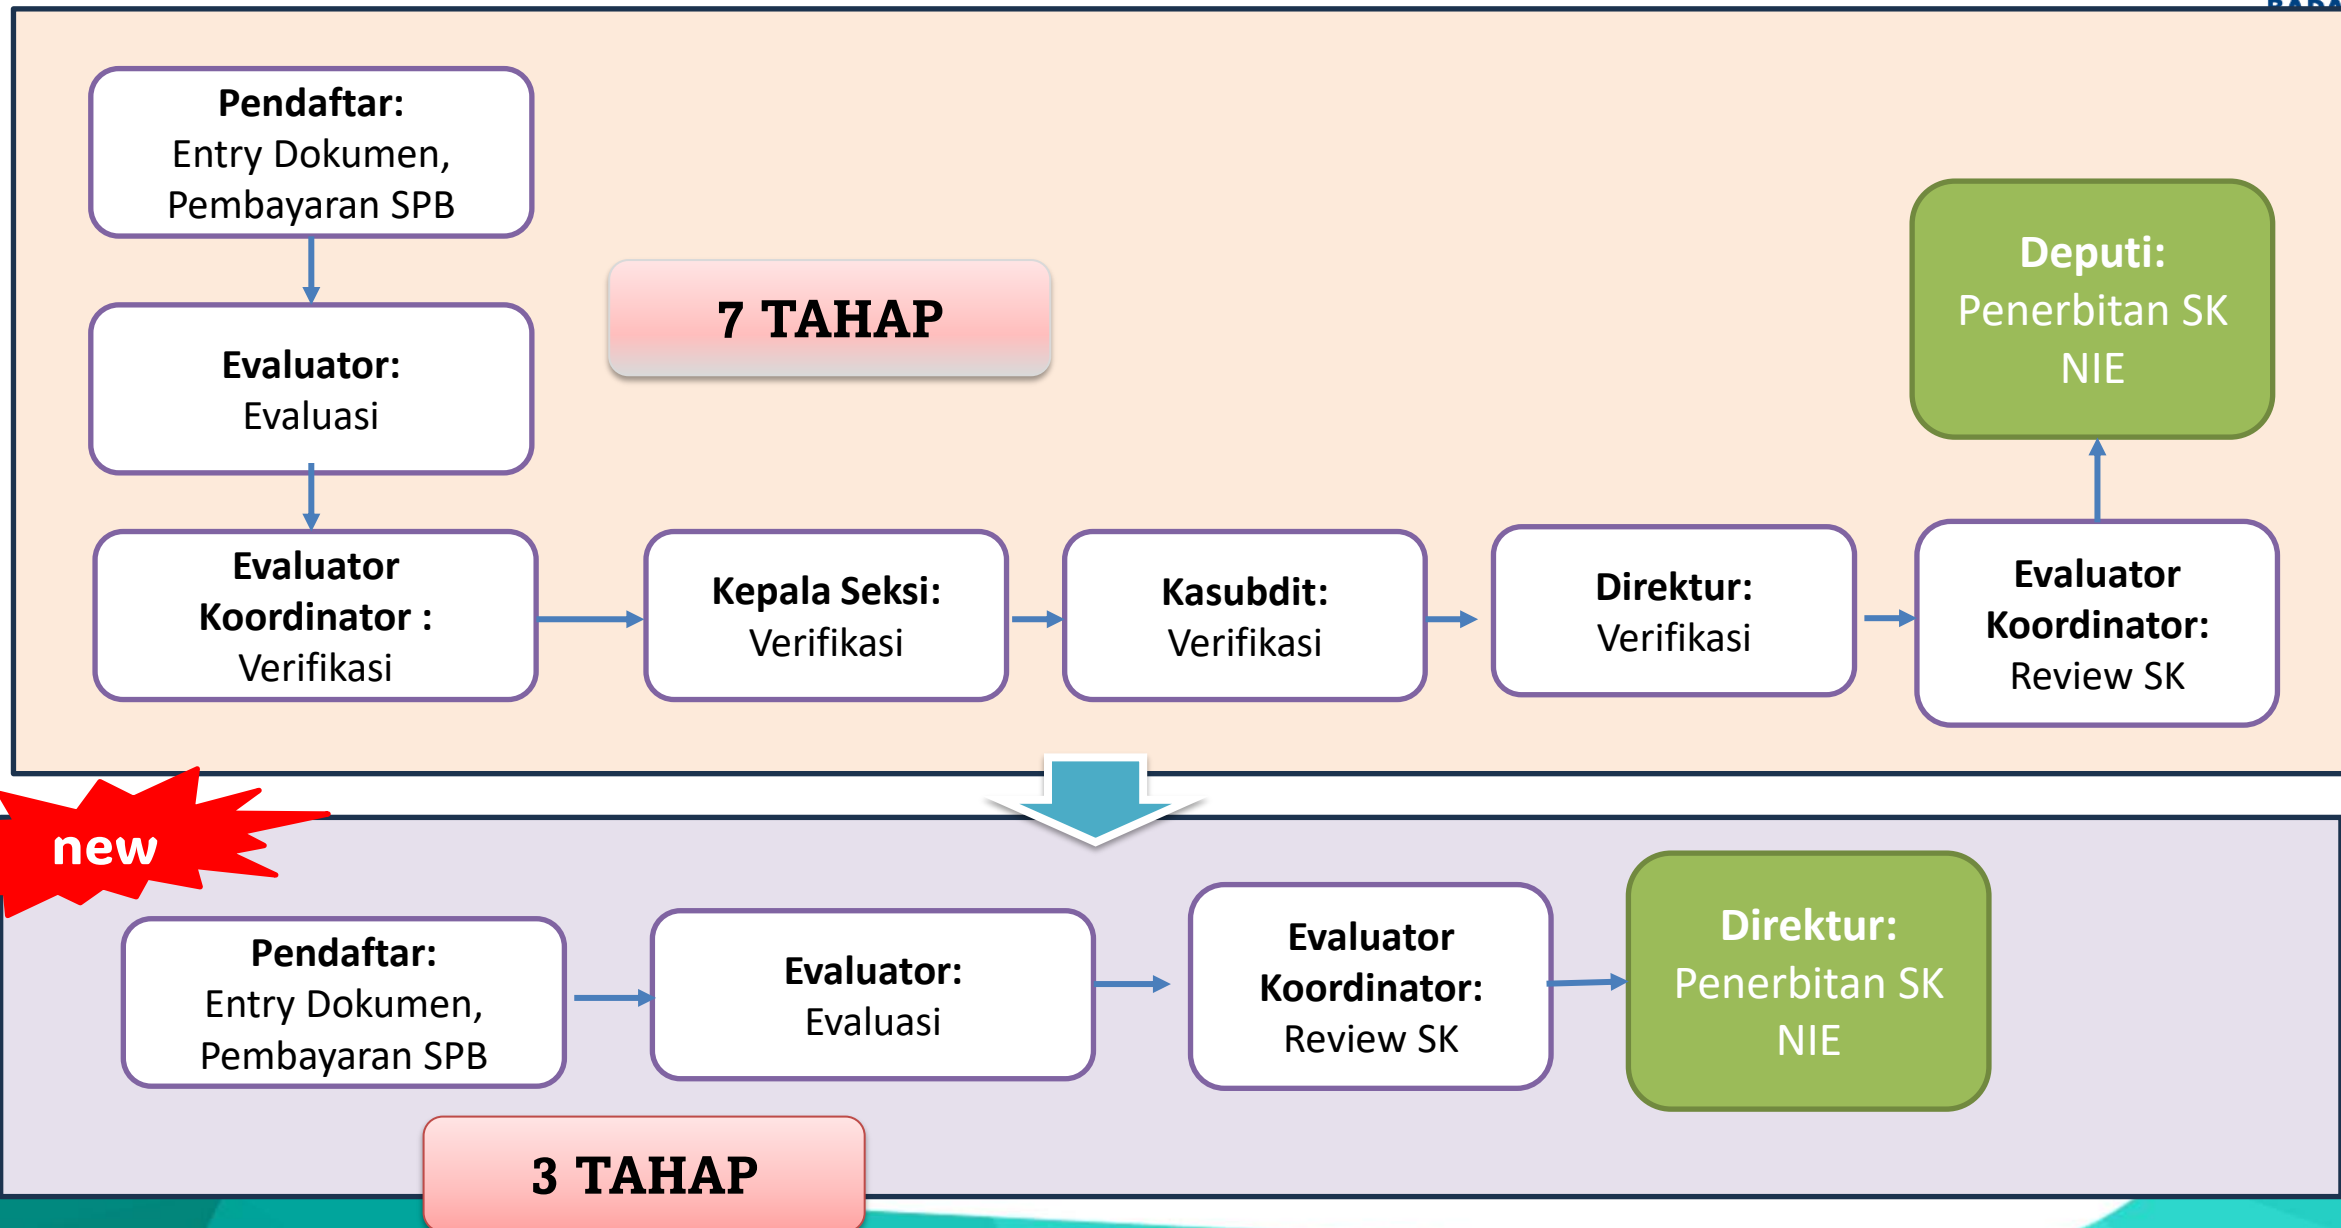 Pendaftar:
Entry Dokumen,
Pembayaran SPB
Evaluator:
Evaluasi
7 TAHAP
Deputi:
Penerbitan SK
NIE
Evaluator
Koordinator :
Verifikasi
Kepala Seksi:
Verifikasi
Kasubdit:
Verifikasi
Direktur:
Verifikasi
Evaluator
Koordinator:
Review SK
new
Pendaftar:
Entry Dokumen,
Pembayaran SPB
Evaluator:
Evaluasi
Evaluator
Koordinator:
Review SK
Direktur:
Penerbitan SK
NIE
3 TAHAP